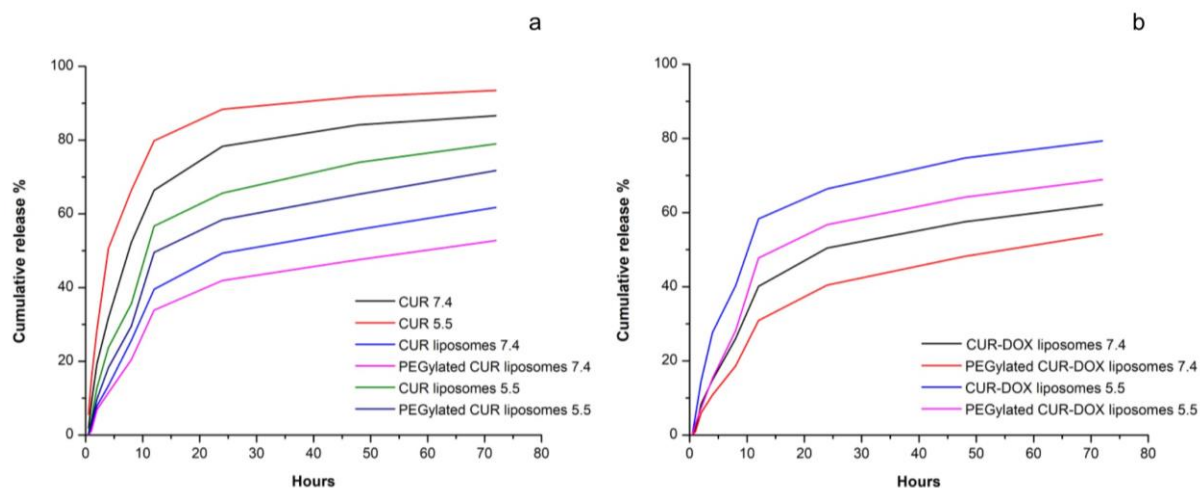 a
100
80
60
40
20
0
Cumulative release %
0 10 20 30 40 50 60 70 80
Hours
CUR 7.4
CUR 5.5
CUR liposomes 7.4
PEGylated CUR liposomes 7.4
CUR liposomes 5.5
PEGylated CUR liposomes 5.5
b
100
80
60
40
20
0
Cumulative release %
0 10 20 30 40 50 60 70 80
Hours
CUR-DOX liposomes 7.4
PEGylated CUR-DOX liposomes 7.4
CUR-DOX liposomes 5.5
PEGylated CUR-DOX liposomes 5.5